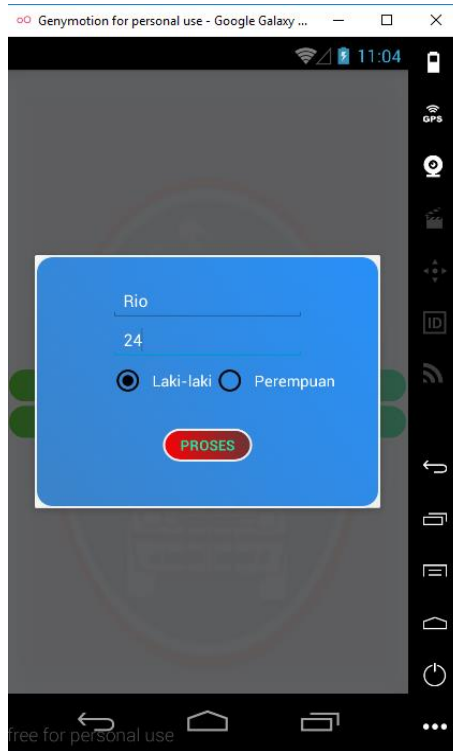 Genymotion for personal use - Google Galaxy ...
11:04
GPS
Rio
24
ID
Laki-laki
Perempuan
PROSES
free for personal use